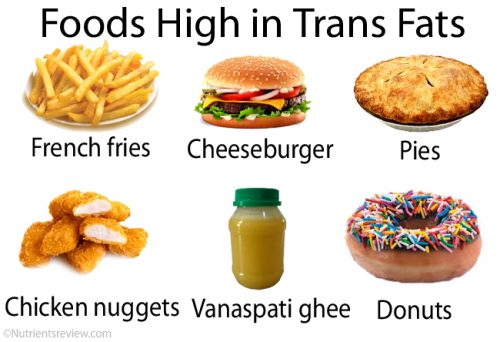 Foods High in Trans Fats
French fries Cheeseburger Pies
Chicken nuggets Vanaspati ghee Donuts
©Nutrientsreview.com